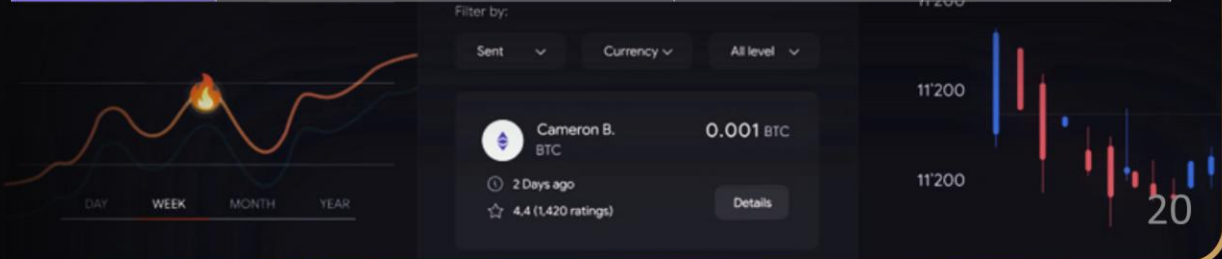 DAY WEEK MONTH YEAR
Filter by:
Sent Currency All level
Cameron B. 0.001 BTC
BTC
2 Days ago
4,4 (1,420 ratings)
Details
11'200
11'200
11'200
20